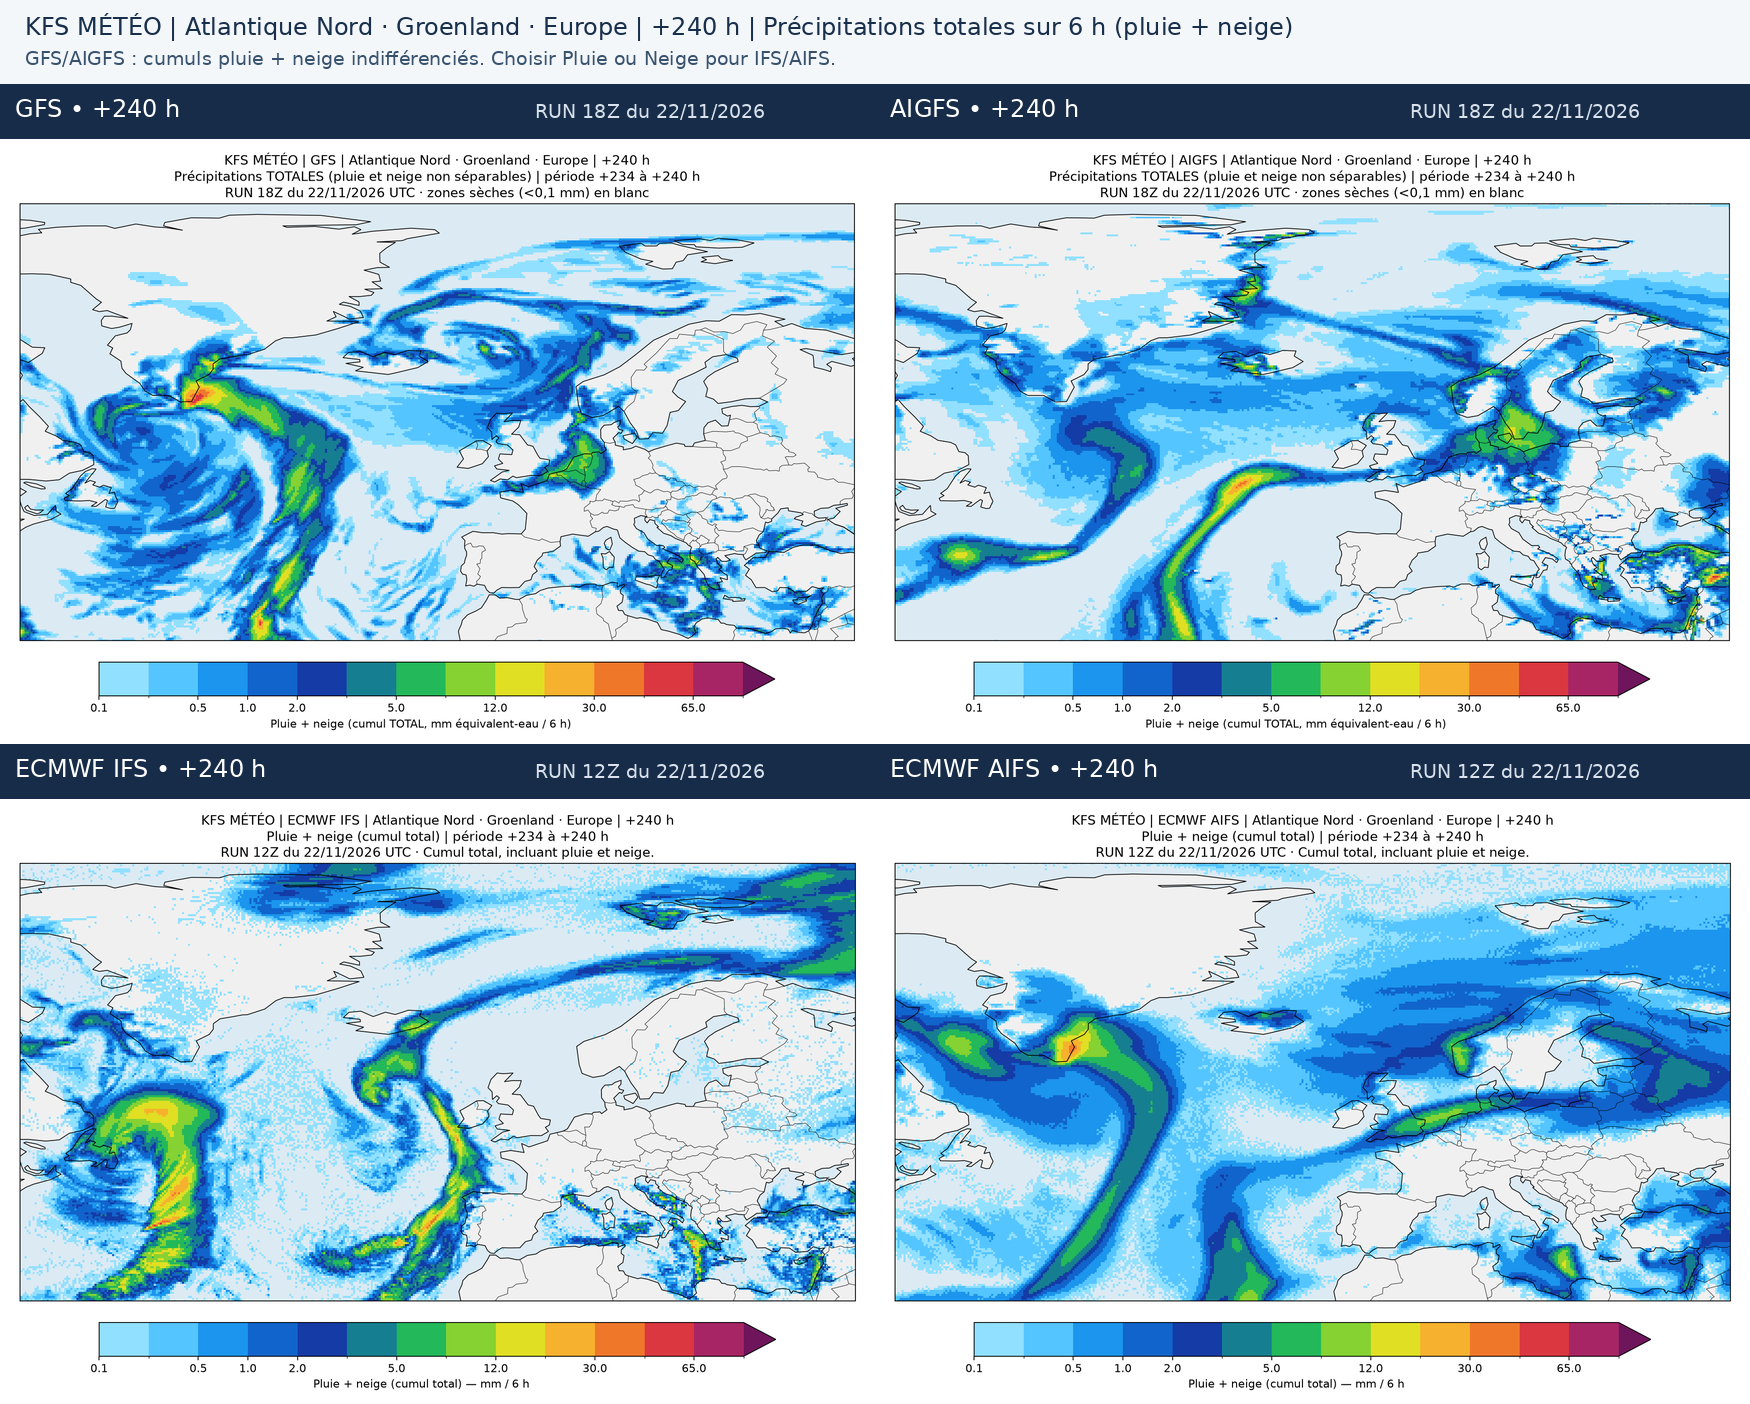 KFS MÉTÉO | Atlantique Nord · Groenland · Europe | +240 h | Précipitations totales sur 6 h (pluie + neige)
GFS/AIGFS : cumuls pluie + neige indifférenciés. Choisir Pluie ou Neige pour IFS/AIFS.
GFS • +240 h
RUN 18Z du 22/11/2026
KFS MÉTÉO | GFS | Atlantique Nord · Groenland · Europe | +240 h
Précipitations TOTALES (pluie et neige non séparables) | période +234 à +240 h
RUN 18Z du 22/11/2026 UTC · zones sèches (<0,1 mm) en blanc
0.1 0.5 1.0 2.0 5.0 12.0 30.0 65.0
Pluie + neige (cumul TOTAL, mm équivalent-eau / 6 h)
AIGFS • +240 h
RUN 18Z du 22/11/2026
KFS MÉTÉO | AIGFS | Atlantique Nord · Groenland · Europe | +240 h
Précipitations TOTALES (pluie et neige non séparables) | période +234 à +240 h
RUN 18Z du 22/11/2026 UTC · zones sèches (<0,1 mm) en blanc
0.1 0.5 1.0 2.0 5.0 12.0 30.0 65.0
Pluie + neige (cumul TOTAL, mm équivalent-eau / 6 h)
ECMWF IFS • +240 h
RUN 12Z du 22/11/2026
KFS MÉTÉO | ECMWF IFS | Atlantique Nord · Groenland · Europe | +240 h
Pluie + neige (cumul total) | période +234 à +240 h
RUN 12Z du 22/11/2026 UTC · Cumul total, incluant pluie et neige.
0.1 0.5 1.0 2.0 5.0 12.0 30.0 65.0
Pluie + neige (cumul total) — mm / 6 h
ECMWF AIFS • +240 h
RUN 12Z du 22/11/2026
KFS MÉTÉO | ECMWF AIFS | Atlantique Nord · Groenland · Europe | +240 h
Pluie + neige (cumul total) | période +234 à +240 h
RUN 12Z du 22/11/2026 UTC · Cumul total, incluant pluie et neige.
0.1 0.5 1.0 2.0 5.0 12.0 30.0 65.0
Pluie + neige (cumul total) — mm / 6 h